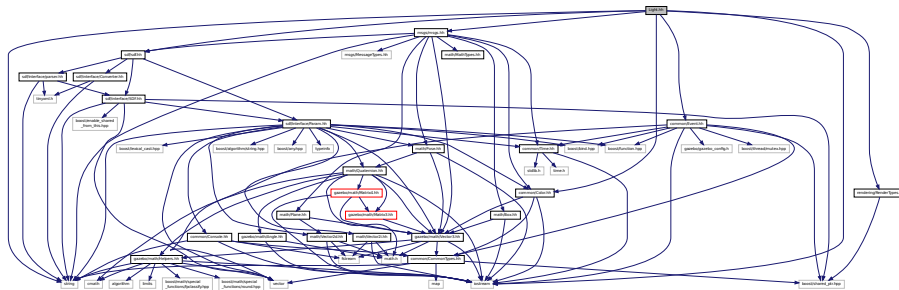 Light.hh
msgs/msgs.hh
sdf/sdf.hh
msgs/MessageTypes.hh
math/MathTypes.hh
sdf/interface/parser.hh
sdf/interface/Converter.hh
tinyxml.h
sdf/interface/SDF.hh
boost/enable_shared
_from_this.hpp
sdf/interface/Param.hh
common/Event.hh
boost/lexical_cast.hpp
boost/algorithm/string.hpp
boost/any.hpp
typeinfo
math/Pose.hh
common/Time.hh
boost/bind.hpp
boost/function.hpp
gazebo/gazebo_config.h
boost/thread/mutex.hpp
math/Quaternion.hh
stdlib.h
time.h
gazebo/math/Matrix4.hh
common/Color.hh
rendering/RenderTypes.hh
math/Plane.hh
gazebo/math/Matrix3.hh
math/Box.hh
common/Console.hh
gazebo/math/Angle.hh
math/Vector2d.hh
math/Vector2i.hh
gazebo/math/Vector3.hh
gazebo/math/Helpers.hh
fstream
math.h
common/CommonTypes.hh
string
cmath
algorithm
limits
boost/math/special
_functions/fpclassify.hpp
boost/math/special
_functions/round.hpp
vector
map
iostream
boost/shared_ptr.hpp